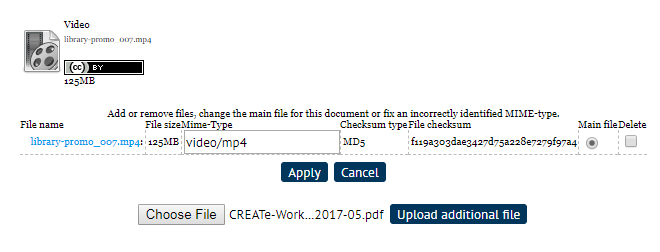 Video
library-promo_007.mp4
(cc) BY
125MB
Add or remove files, change the main file for this document or fix an incorrectly identified MIME-type.
File name File size Mime-Type Checksum type File checksum Main file Delete
library-promo_007.mp4: 125MB video/mp4 MD5 f119a303dae3427d75a228e7279f97a4
Apply Cancel
Choose File CREATe-Work...2017-05.pdf Upload additional file